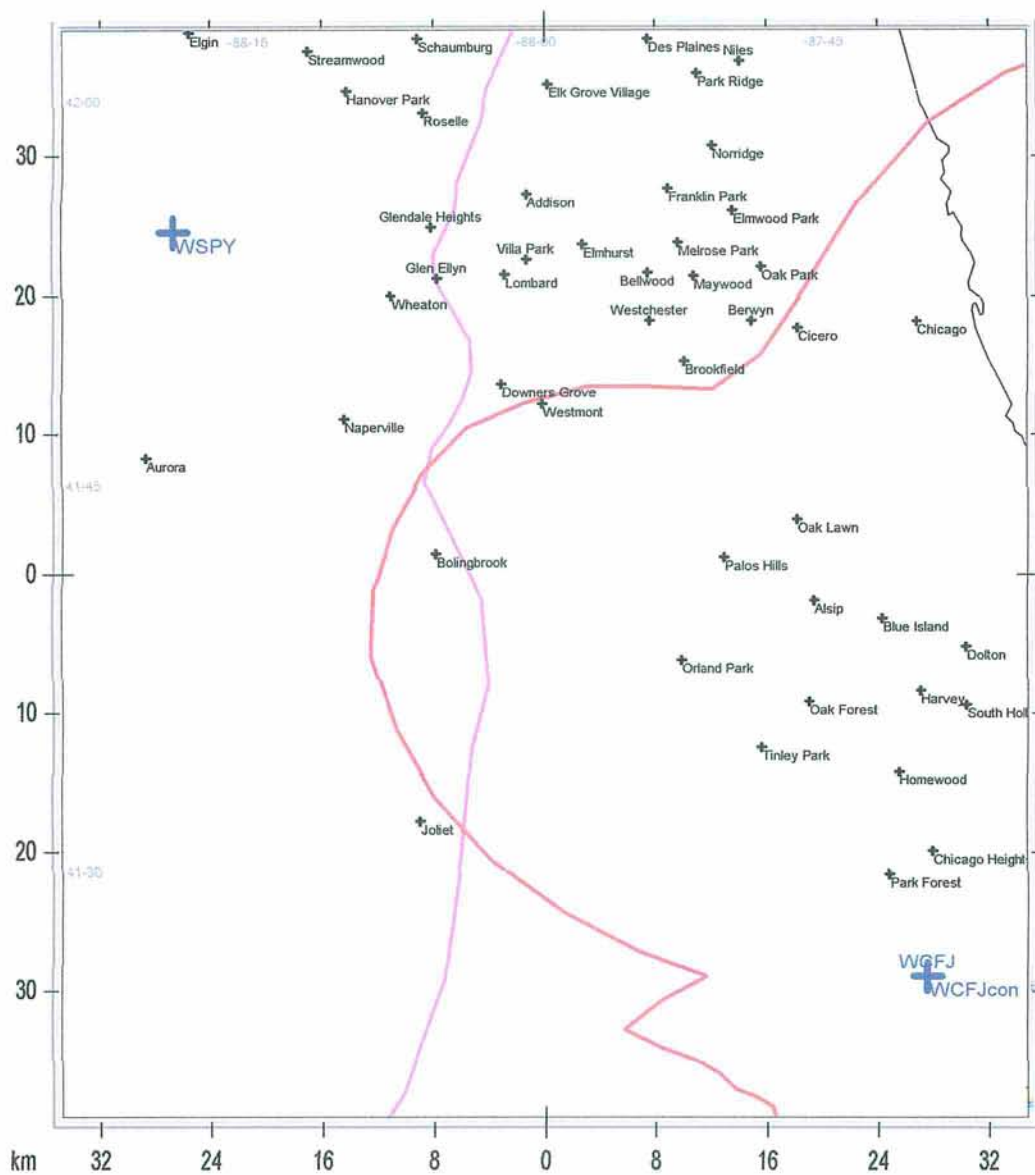 Elgin
-88-15
Schaumburg
-88-00
Des Plaines
Niles
-87-45
Streamwood
Park Ridge
Hanover Park
Elk Grove Village
42-00
Roselle
30
Norridge
Addison
Franklin Park
Glendale Heights
Elmwood Park
WSPY
Villa Park
Elmhurst
Melrose Park
Glen Ellyn
Lombard
Bellwood
Maywood
Oak Park
20
Wheaton
Westchester
Berwyn
Cicero
Chicago
Brookfield
Downers Grove
Westmont
10
Naperville
Aurora
41-45
Oak Lawn
Bolingbrook
Palos Hills
0
Alsip
Blue Island
Dolton
Orland Park
Harvey
10
Oak Forest
South Holl
Tinley Park
Homewood
Joliet
20
Chicago Height
41-30
Park Forest
WCFJ
30
WCFJcon
km 32 24 16 8 0 8 16 24 32